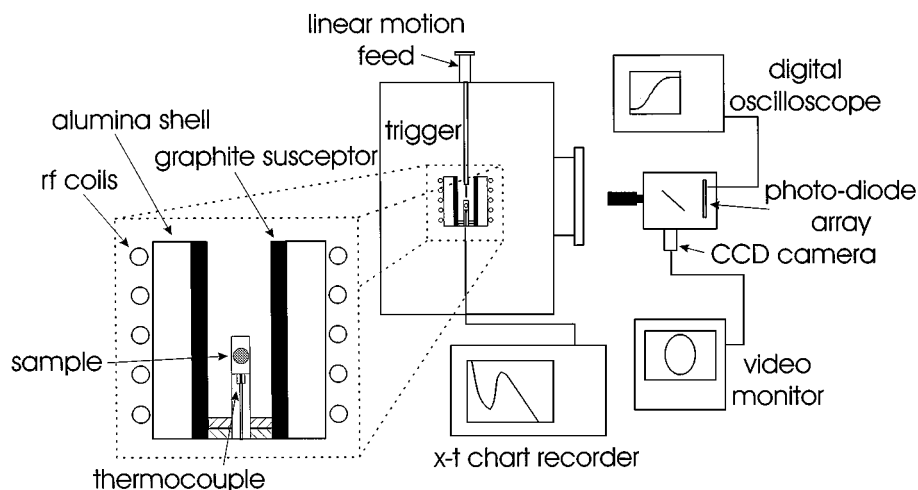 linear motion
feed
digital
oscilloscope
alumina shell
trigger
graphite susceptor
rf coils
photo-diode
array
CCD camera
sample
video
monitor
x-t chart recorder
thermocouple